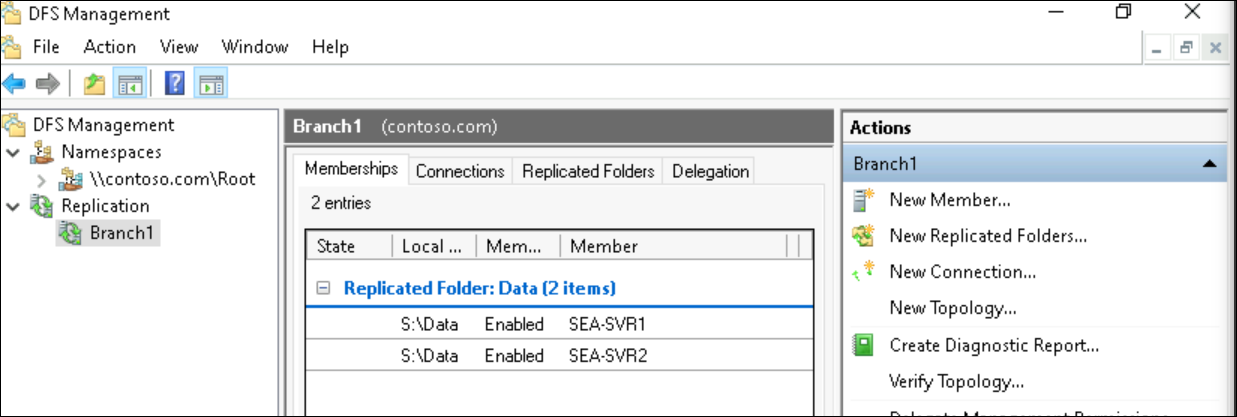 DFS Management
File Action View Window Help
DFS Management
Namespaces
\\contoso.com\Root
Replication
Branch1
Branch1 (contoso.com)
Memberships Connections Replicated Folders Delegation
2 entries
State Local ... Mem... Member
Replicated Folder: Data (2 items)
S:\Data Enabled SEA-SVR1
S:\Data Enabled SEA-SVR2
Actions
Branch1
New Member...
New Replicated Folders...
New Connection...
New Topology...
Create Diagnostic Report...
Verify Topology...